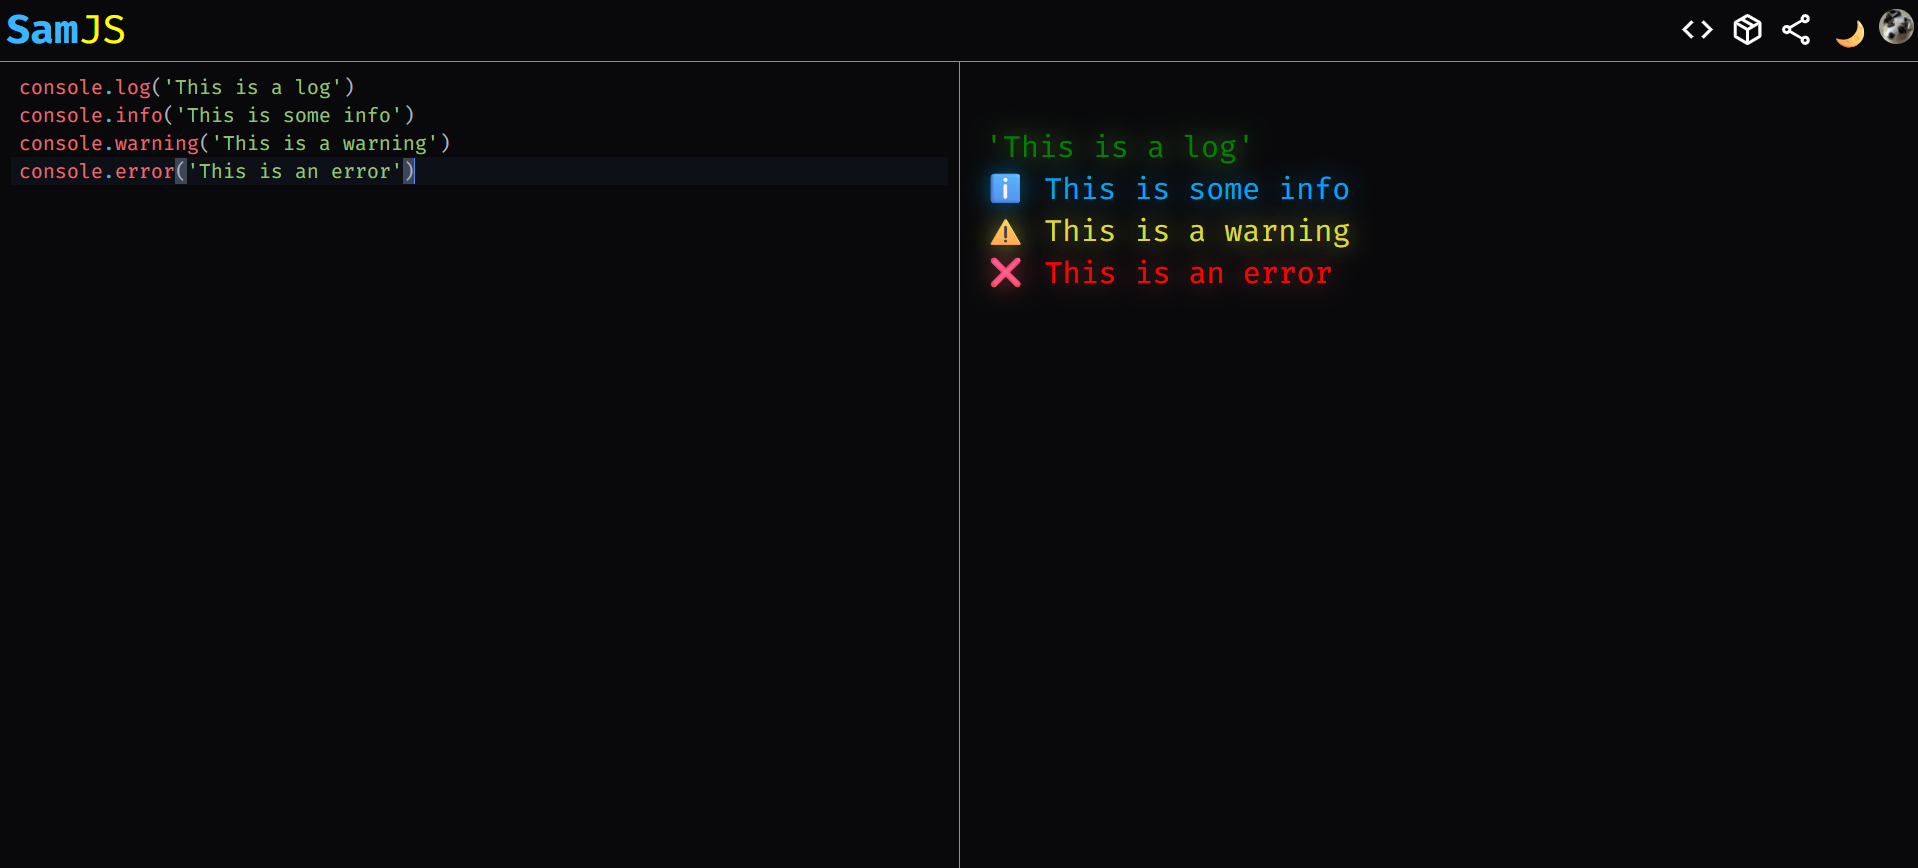 SamJS
console.log('This is a log')
console.info('This is some info')
console.warning('This is a warning')
console.error('This is an error')
'This is a log'
ℹ️ This is some info
⚠️ This is a warning
❌ This is an error